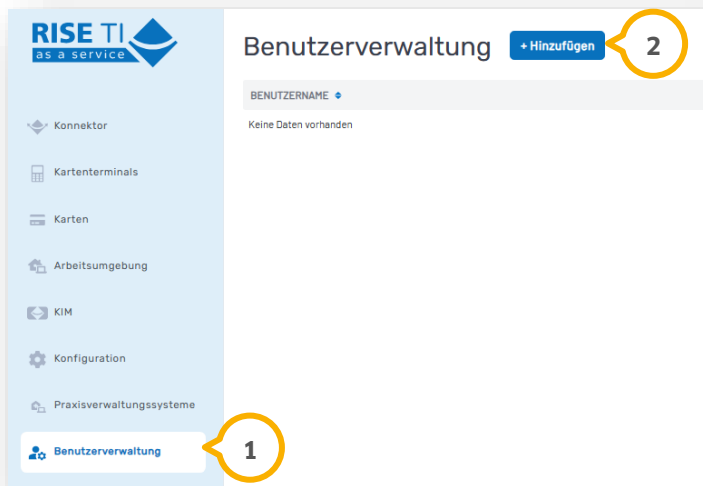 RISE TI
as a service
Benutzerverwaltung
+ Hinzufügen
2
BENUTZERNAME
Keine Daten vorhanden
Konnektor
Kartenterminals
Karten
Arbeitsumgebung
KIM
Konfiguration
Praxisverwaltungssysteme
Benutzerverwaltung
1